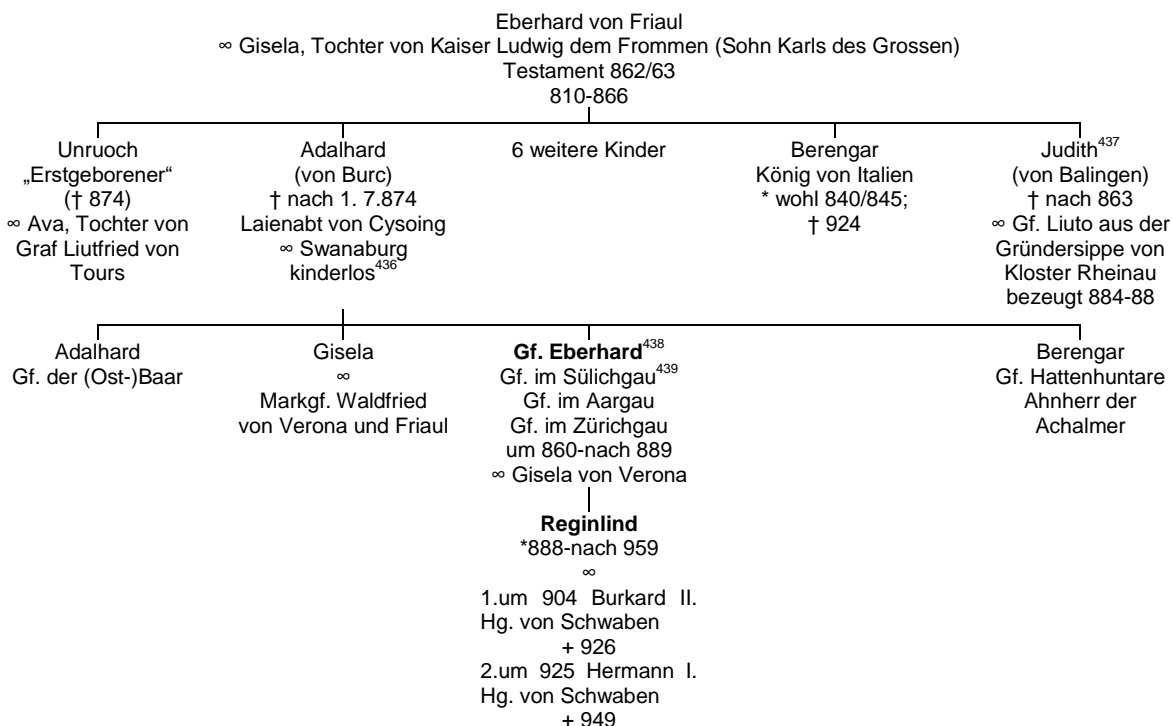 Eberhard von Friaul
∞ Gisela, Tochter von Kaiser Ludwig dem Frommen (Sohn Karls des Grossen)
Testament 862/63
810-866
Unruoch
„Erstgeborener“
(† 874)
∞ Ava, Tochter von
Graf Liutfried von
Tours
Adalhard
(von Burc)
† nach 1. 7.874
Laienabt von Cysoing
∞ Swanaburg
kinderlos436
6 weitere Kinder
Berengar
König von Italien
* wohl 840/845;
† 924
Judith437
(von Balingen)
† nach 863
∞ Gf. Liuto aus der
Gründersippe von
Kloster Rheinau
bezeugt 884-88
Adalhard
Gf. der (Ost-)Baar
Gisela
∞
Markgf. Waldfried
von Verona und Friaul
Gf. Eberhard438
Gf. im Sülichgau439
Gf. im Aargau
Gf. im Zürichgau
um 860-nach 889
∞ Gisela von Verona
Berengar
Gf. Hattenhuntare
Ahnherr der
Achalmer
Reginlind
*888-nach 959
∞
1.um 904 Burkard II.
Hg. von Schwaben
+ 926
2.um 925 Hermann I.
Hg. von Schwaben
+ 949